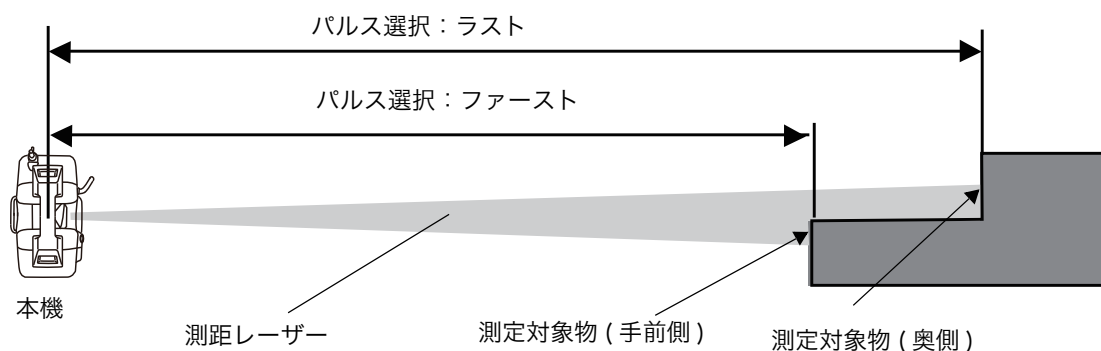 パルス選択：ラスト
パルス選択：ファースト
本機
測距レーザー
測定対象物 ( 手前側 )
測定対象物 ( 奥側 )